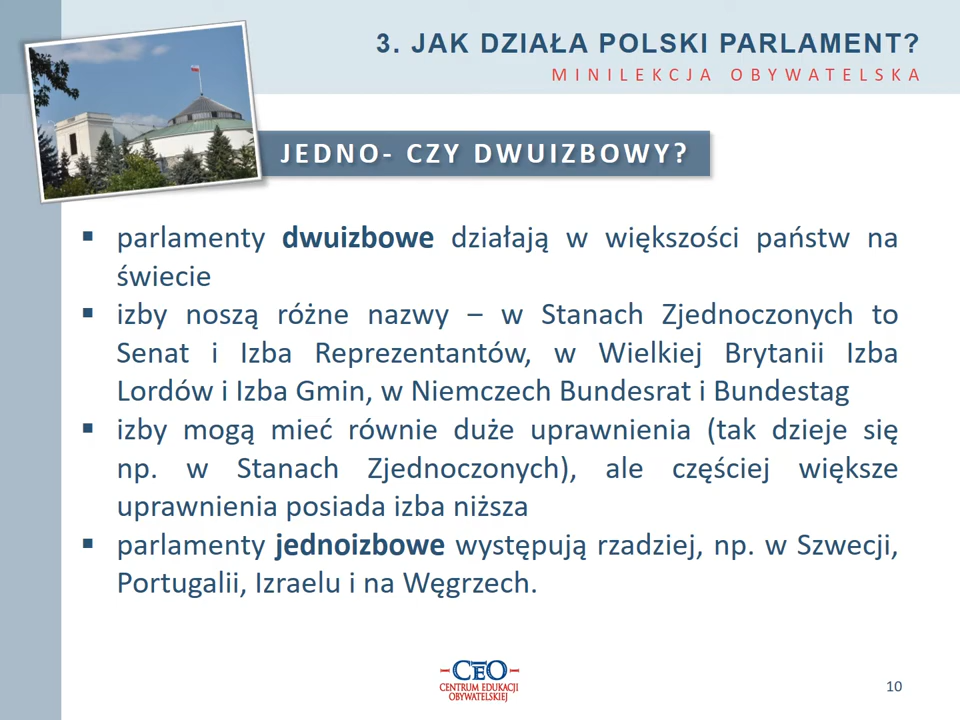 3. JAK DZIAŁA POLSKI PARLAMENT?
MINILEKCJA OBYWATELSKA
JEDNO- CZY DWUIZBOWY?
▪ parlamenty dwuizbowe działają w większości państw na
świecie
▪ izby noszą różne nazwy – w Stanach Zjednoczonych to
Senat i Izba Reprezentantów, w Wielkiej Brytanii Izba
Lordów i Izba Gmin, w Niemczech Bundesrat i Bundestag
▪ izby mogą mieć równie duże uprawnienia (tak dzieje się
np. w Stanach Zjednoczonych), ale częściej większe
uprawnienia posiada izba niższa
▪ parlamenty jednoizbowe występują rzadziej, np. w Szwecji,
Portugalii, Izraelu i na Węgrzech.
CEO
CENTRUM EDUKACJI
OBYWATELSKIEJ
10